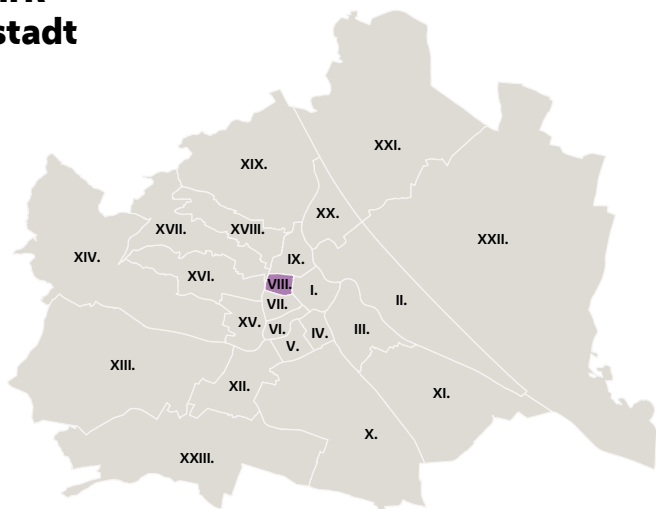 stadt
XXI.
XIX.
XX.
XVII.
XVIII.
XXII.
XIV.
IX.
XVI.
VIII.
I.
II.
VII.
XV.
VI.
IV.
III.
V.
XIII.
XII.
XI.
X.
XXIII.